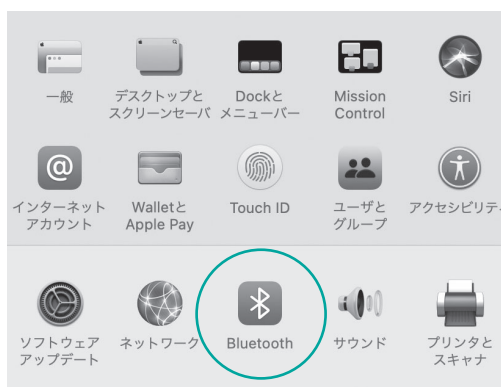 一般
デスクトップと
スクリーンセーバ
Dockと
メニューバー
Mission
Control
Siri
@
インターネット
アカウント
Walletと
Apple Pay
Touch ID
ユーザと
グループ
アクセシビリテ
ソフトウェア
アップデート
ネットワーク
Bluetooth
サウンド
プリンタと
スキャナ